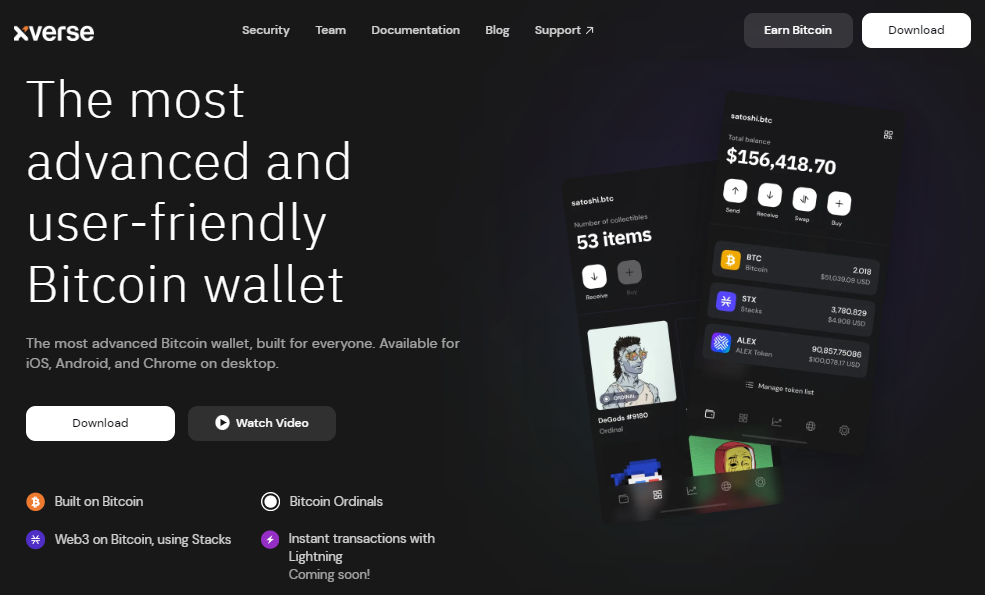 xverse
Security Team Documentation Blog Support ↗
Earn Bitcoin
Download
The most
advanced and
user-friendly
Bitcoin wallet
The most advanced Bitcoin wallet, built for everyone. Available for
iOS, Android, and Chrome on desktop.
Download
Watch Video
Built on Bitcoin
Bitcoin Ordinals
Web3 on Bitcoin, using Stacks
Instant transactions with
Lightning
Coming soon!
satoshi.btc
Number of collectibles
53 items
Receive
Buy
ORDINAL
DeGods #9180
Ordinal
satoshi.btc
Total balance
$156,418.70
Send Receive Swap Buy
BTC 2.018
Bitcoin $51,039.09 USD
STX 3,780.829
Stacks $4.908 USD
ALEX 90,857.75086
ALEX Token $100,078.17 USD
Manage token list